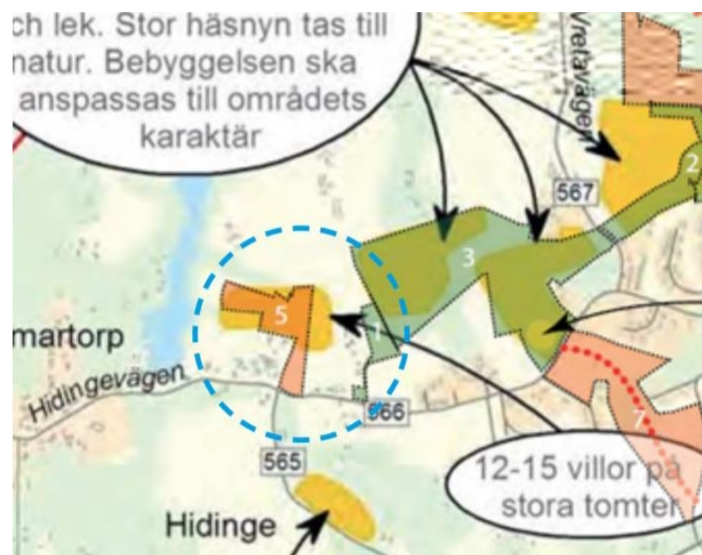 ch lek. Stor häsnyn tas till
natur. Bebyggelsen ska
anspassas till områdets
karaktär
Vretavägen
567
2
3
5
1
martorp
Hidingevägen
566
7
565
12-15 villor på
stora tomter
Hidinge